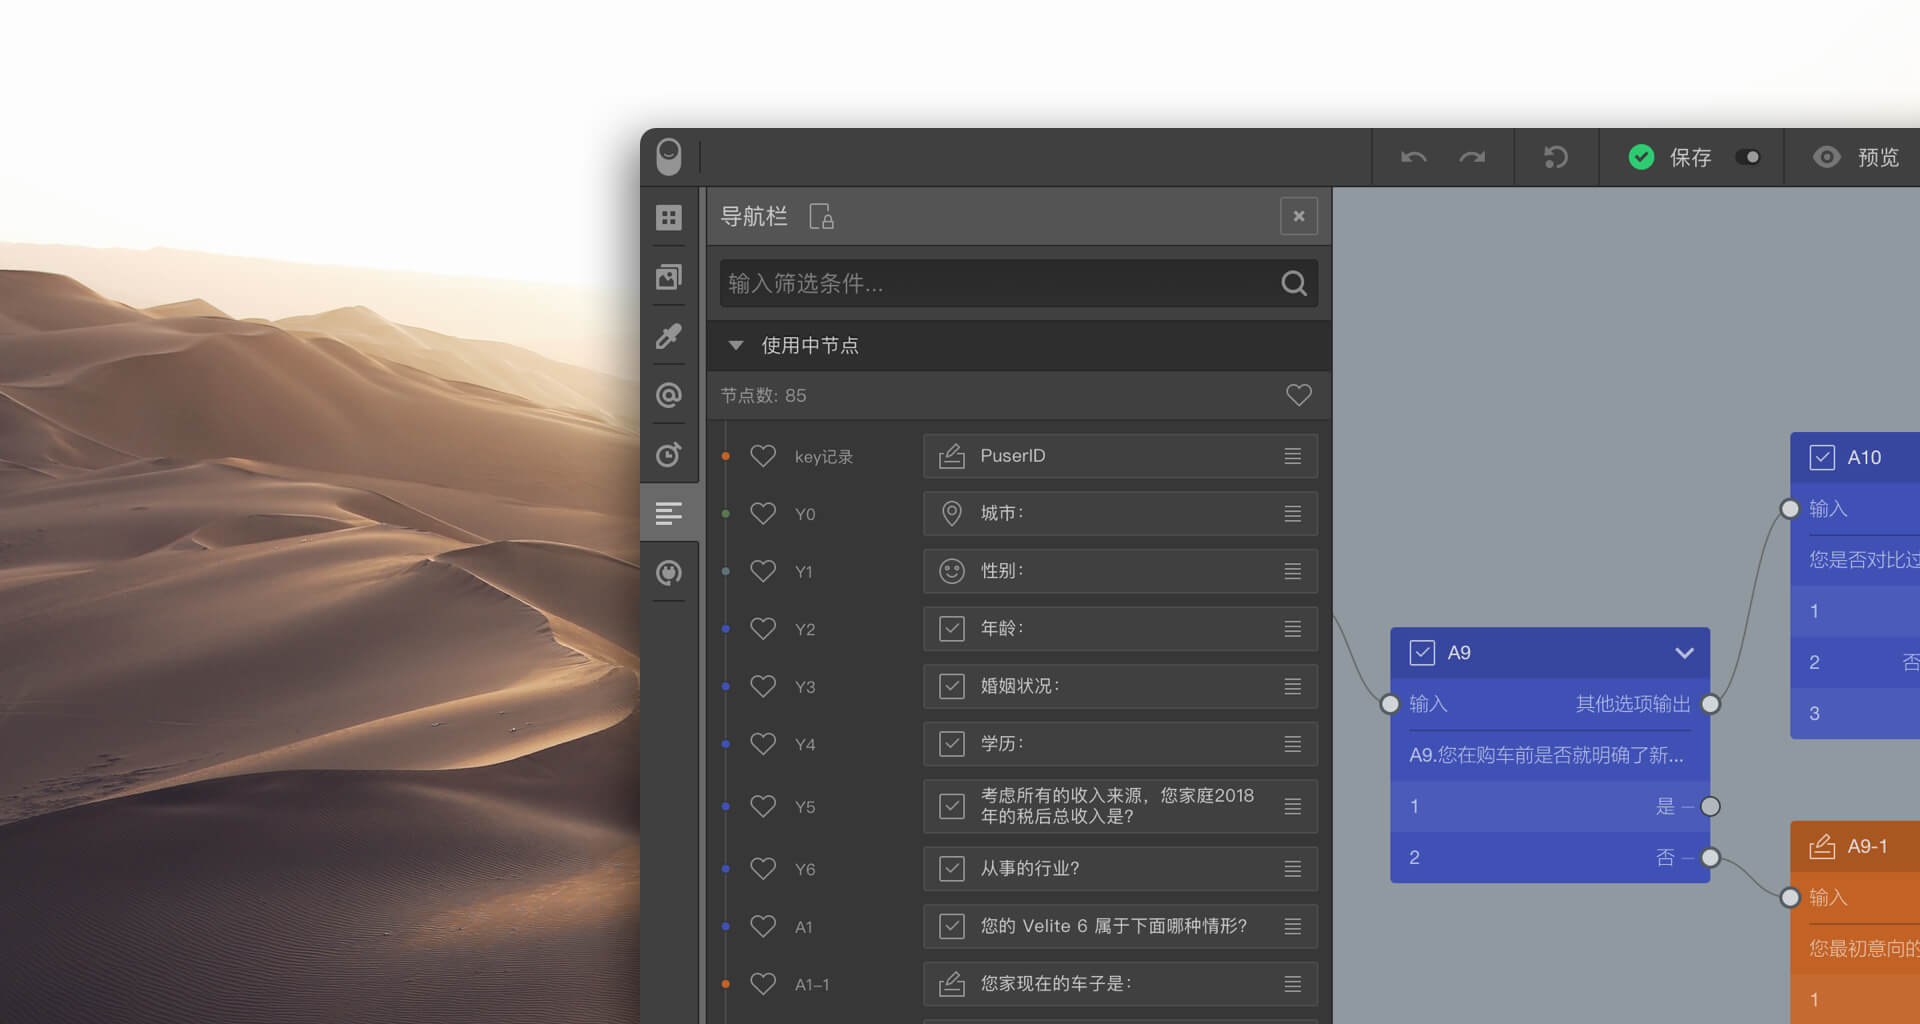 保存
预览
导航栏
输入筛选条件...
使用中节点
节点数: 85
key记录
PuserID
Y0
城市:
Y1
性别:
Y2
年龄:
Y3
婚姻状况:
Y4
学历:
Y5
考虑所有的收入来源，您家庭2018
年的税后总收入是?
Y6
从事的行业?
A1
您的 Velite 6 属于下面哪种情形?
A1-1
您家现在的车子是:
A9
输入
其他选项输出
A9.您在购车前是否就明确了新...
1
是
2
否
A10
输入
您是否对比过
1
2
否
3
A9-1
输入
您最初意向的
1